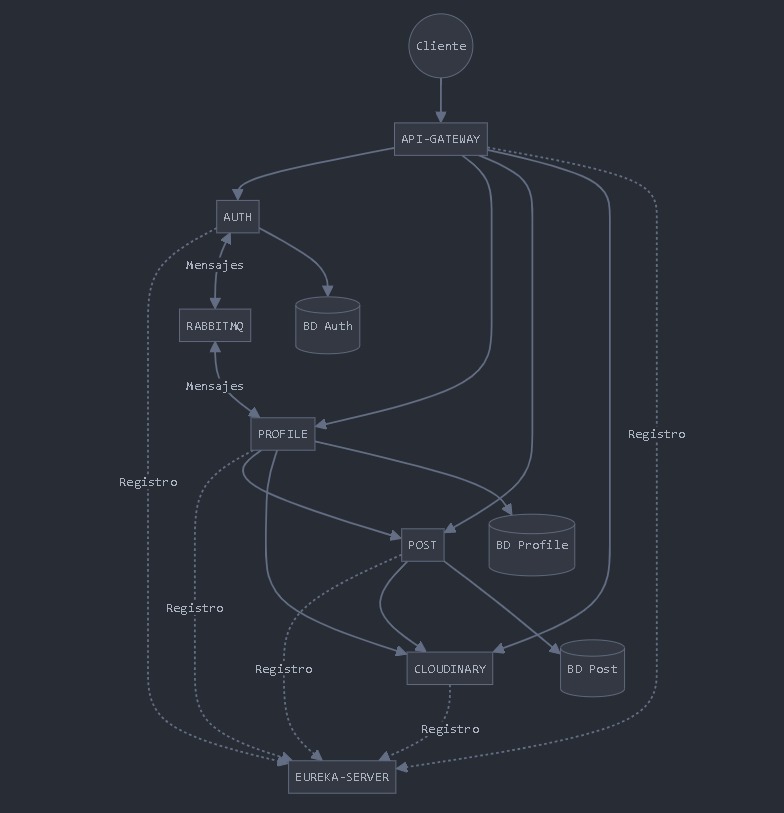 Cliente
API-GATEWAY
AUTH
Mensajes
RABBITMQ
BD Auth
Mensajes
PROFILE
Registro
Registro
POST
BD Profile
Registro
Registro
CLOUDINARY
BD Post
Registro
EUREKA-SERVER